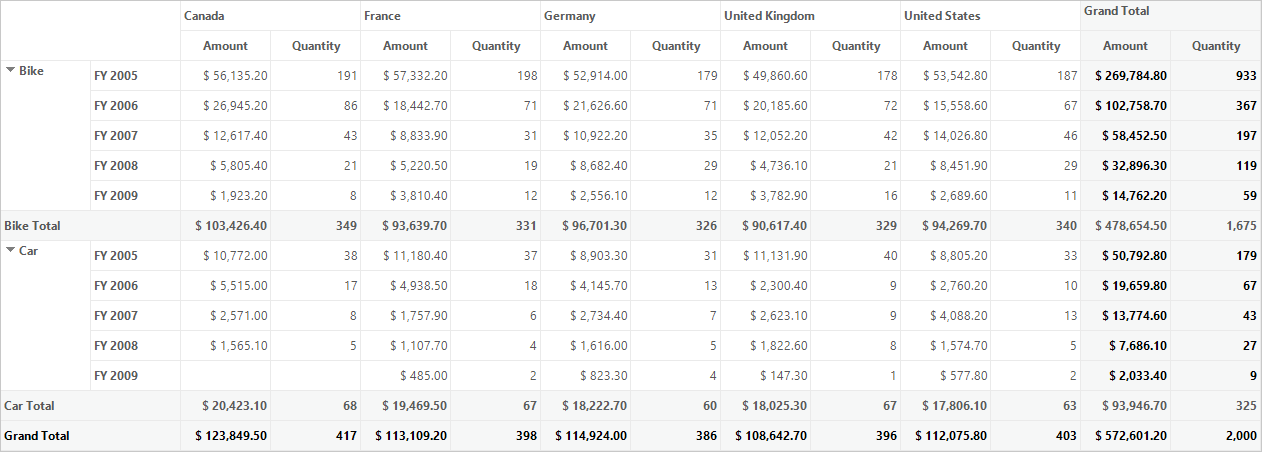 Canada France Germany United Kingdom United States Grand Total
Amount Quantity Amount Quantity Amount Quantity Amount Quantity Amount Quantity Amount Quantity
Bike FY 2005 $ 56,135.20 191 $ 57,332.20 198 $ 52,914.00 179 $ 49,860.60 178 $ 53,542.80 187 $ 269,784.80 933
FY 2006 $ 26,945.20 86 $ 18,442.70 71 $ 21,626.60 71 $ 20,185.60 72 $ 15,558.60 67 $ 102,758.70 367
FY 2007 $ 12,617.40 43 $ 8,833.90 31 $ 10,922.20 35 $ 12,052.20 42 $ 14,026.80 46 $ 58,452.50 197
FY 2008 $ 5,805.40 21 $ 5,220.50 19 $ 8,682.40 29 $ 4,736.10 21 $ 8,451.90 29 $ 32,896.30 119
FY 2009 $ 1,923.20 8 $ 3,810.40 12 $ 2,556.10 12 $ 3,782.90 16 $ 2,689.60 11 $ 14,762.20 59
Bike Total $ 103,426.40 349 $ 93,639.70 331 $ 96,701.30 326 $ 90,617.40 329 $ 94,269.70 340 $ 478,654.50 1,675
Car FY 2005 $ 10,772.00 38 $ 11,180.40 37 $ 8,903.30 31 $ 11,131.90 40 $ 8,805.20 33 $ 50,792.80 179
FY 2006 $ 5,515.00 17 $ 4,938.50 18 $ 4,145.70 13 $ 2,300.40 9 $ 2,760.20 10 $ 19,659.80 67
FY 2007 $ 2,571.00 8 $ 1,757.90 6 $ 2,734.40 7 $ 2,623.10 9 $ 4,088.20 13 $ 13,774.60 43
FY 2008 $ 1,565.10 5 $ 1,107.70 4 $ 1,616.00 5 $ 1,822.60 8 $ 1,574.70 5 $ 7,686.10 27
FY 2009 $ 485.00 2 $ 823.30 4 $ 147.30 1 $ 577.80 2 $ 2,033.40 9
Car Total $ 20,423.10 68 $ 19,469.50 67 $ 18,222.70 60 $ 18,025.30 67 $ 17,806.10 63 $ 93,946.70 325
Grand Total $ 123,849.50 417 $ 113,109.20 398 $ 114,924.00 386 $ 108,642.70 396 $ 112,075.80 403 $ 572,601.20 2,000